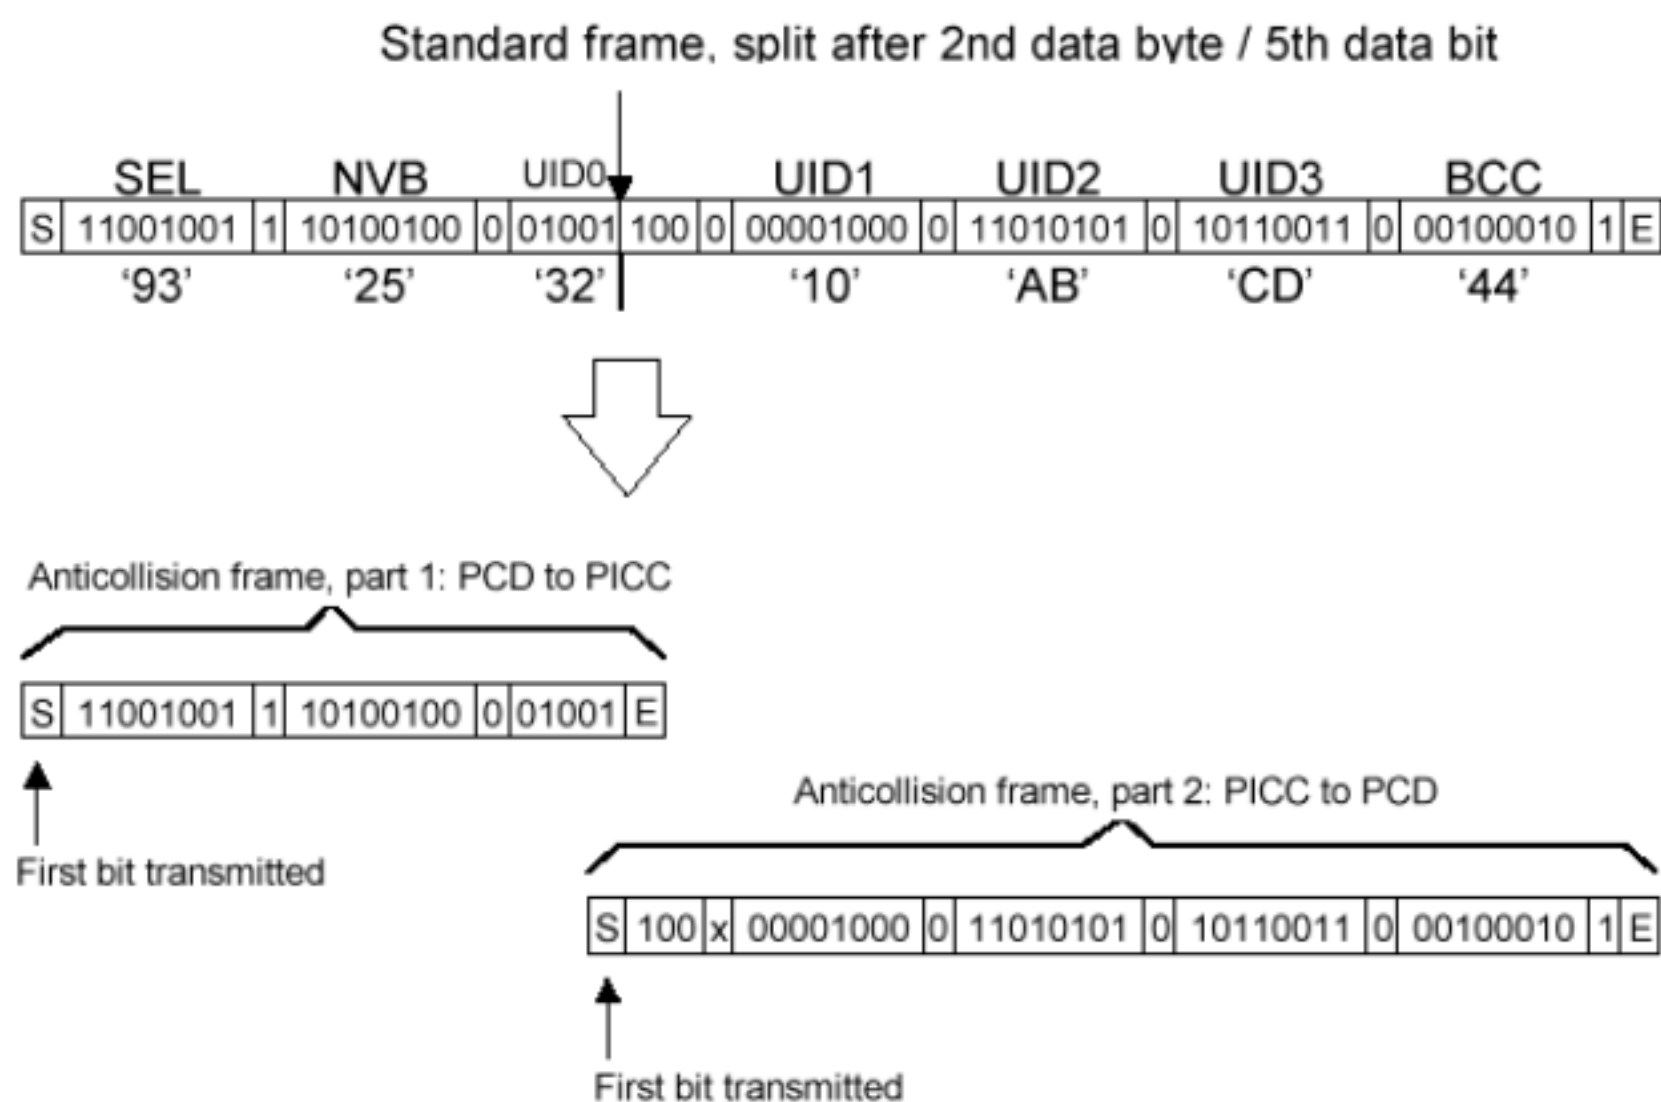 Standard frame, split after 2nd data byte / 5th data bit
SEL NVB UID0 UID1 UID2 UID3 BCC
S 11001001 1 10100100 0 01001 100 0 00001000 0 11010101 0 10110011 0 00100010 1 E
‘93’ ‘25’ ‘32’ ‘10’ ‘AB’ ‘CD’ ‘44’
Anticollision frame, part 1: PCD to PICC
S 11001001 1 10100100 0 01001 E
First bit transmitted
Anticollision frame, part 2: PICC to PCD
S 100 x 00001000 0 11010101 0 10110011 0 00100010 1 E
First bit transmitted